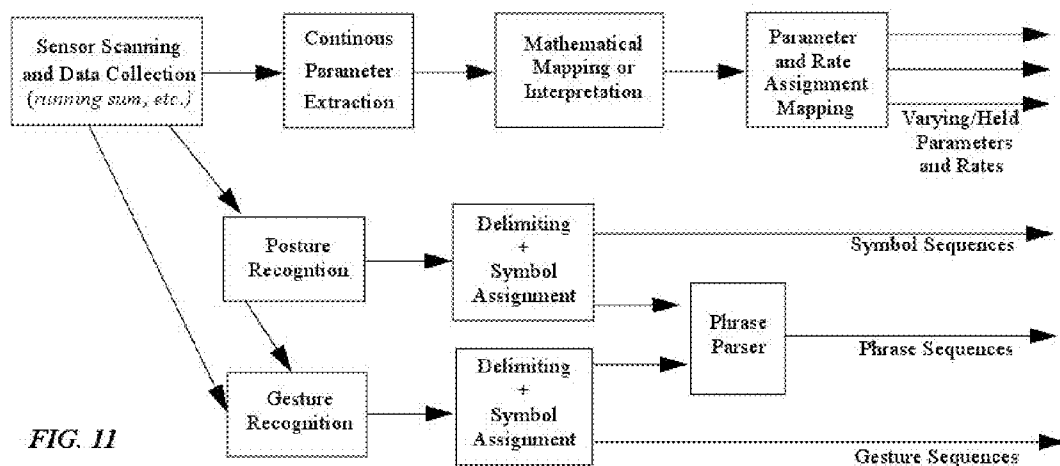 Sensor Scanning
and Data Collection
(running sum, etc.)
Continous
Parameter
Extraction
Mathematical
Mapping or
Interpretation
Parameter
and Rate
Assignment
Mapping
Varying/Held
Parameters
and Rates
Posture
Recogntion
Delimiting
+
Symbol
Assignment
Symbol Sequences
Phrase
Parser
Phrase Sequences
Gesture
Recognition
Delimiting
+
Symbol
Assignment
Gesture Sequences
FIG. 11